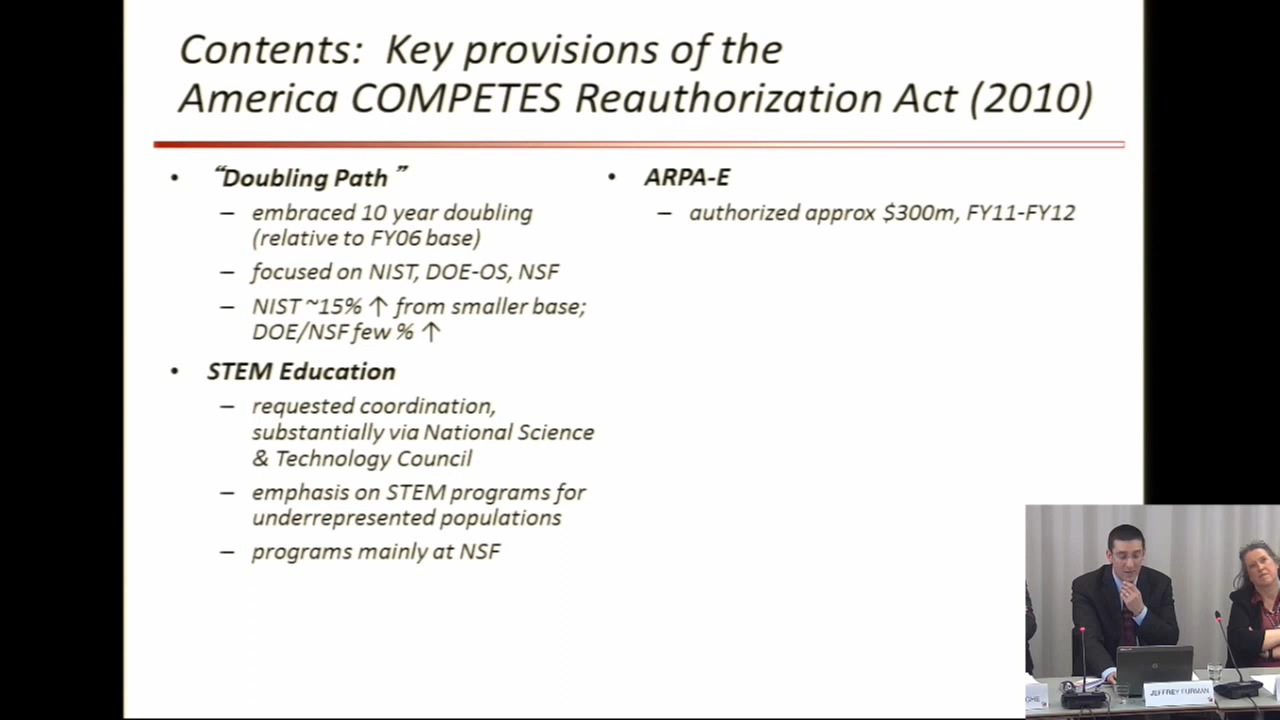 Contents: Key provisions of the
America COMPETES Reauthorization Act (2010)
• “Doubling Path”
– embraced 10 year doubling
(relative to FY06 base)
– focused on NIST, DOE-OS, NSF
– NIST ~15% ↑ from smaller base;
DOE/NSF few % ↑
• STEM Education
– requested coordination,
substantially via National Science
& Technology Council
– emphasis on STEM programs for
underrepresented populations
– programs mainly at NSF
• ARPA-E
– authorized approx $300m, FY11-FY12
JEFFREY FURMAN